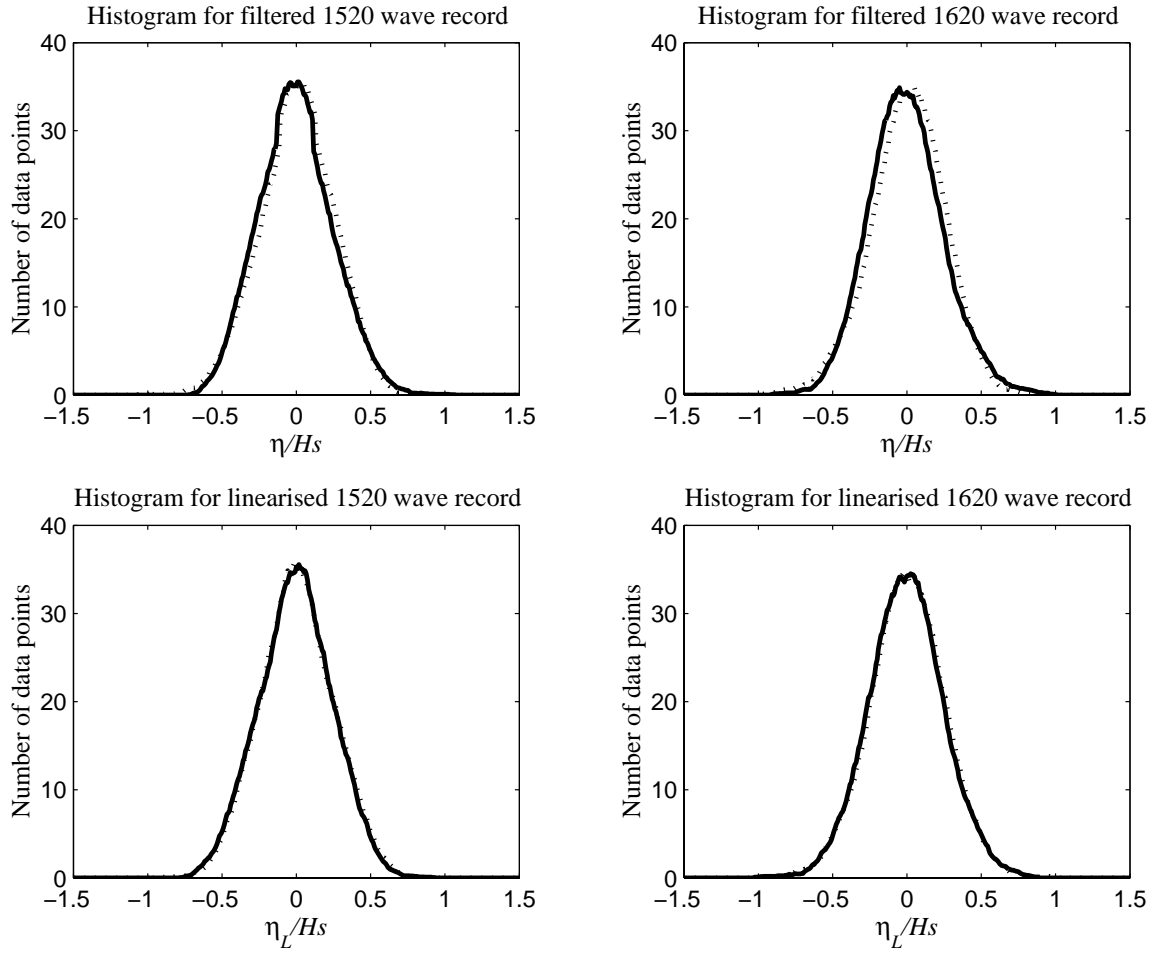 Histogram for filtered 1520 wave record
Number of data points
40
30
20
10
0
−1.5 −1 −0.5 0 0.5 1 1.5
η/Hs
Histogram for filtered 1620 wave record
Number of data points
40
30
20
10
0
−1.5 −1 −0.5 0 0.5 1 1.5
η/Hs
Histogram for linearised 1520 wave record
Number of data points
40
30
20
10
0
−1.5 −1 −0.5 0 0.5 1 1.5
η_L/Hs
Histogram for linearised 1620 wave record
Number of data points
40
30
20
10
0
−1.5 −1 −0.5 0 0.5 1 1.5
η_L/Hs